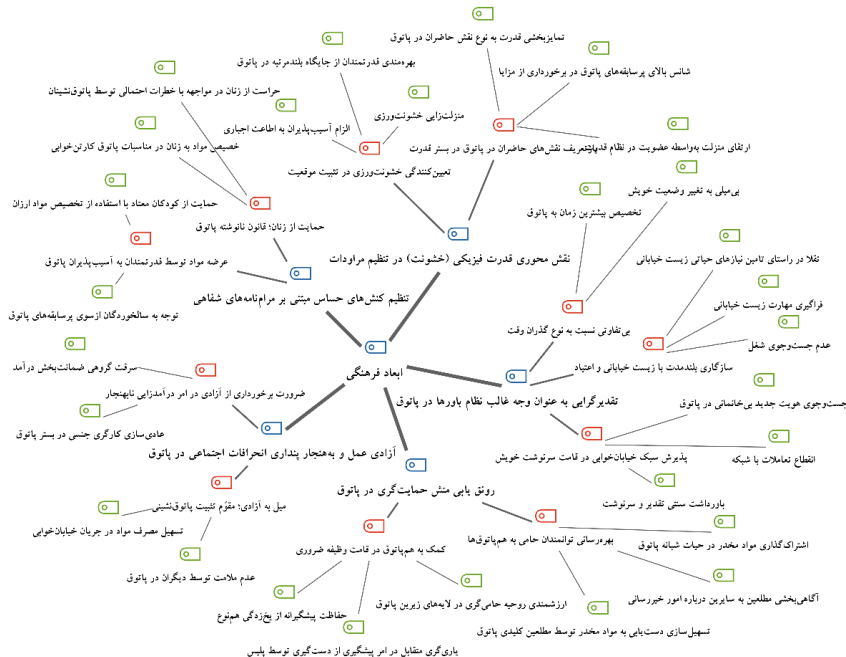 تمایزبخشی قدرت به نوع نقش حاضران در پاتوق
بهره‌مندی قدرتمندان از جایگاه بلندمرتبه در پاتوق
شانس بالای پرسابقه‌های پاتوق در برخورداری از مزایا
حراست از زنان در مواجهه با خطرات احتمالی توسط پاتوق‌نشینان
منزلت‌زایی خشونت‌ورزی
الزام آسیب‌پذیران به اطاعت اجباری
ارتقای منزلت به‌واسطه عضویت در نظام قدرت
خصیص مواد به زنان در مناسبات پاتوق کارتن‌خوابی
بازتعریف نقش‌های حاضران در پاتوق در بستر قدرت
تعیین‌کنندگی خشونت‌ورزی در تثبیت موقعیت
بی‌میلی به تغییر وضعیت خویش
حمایت از کودکان معتاد با استفاده از تخصیص مواد ارزان
تخصیص بیشترین زمان به پاتوق
حمایت از زنان؛ قانون نانوشته پاتوق
نقش محوری قدرت فیزیکی (خشونت) در تنظیم مراودات
تقلا در راستای تامین نیازهای حیاتی زیست خیابانی
عرضه مواد توسط قدرتمندان به آسیب‌پذیران پاتوق
تنظیم کنش‌های حساس مبتنی بر مرام‌نامه‌های شفاهی
فراگیری مهارت زیست خیابانی
توجه به سالخوردگان ازسوی پرسابقه‌های پاتوق
بی‌تفاوتی نسبت به نوع گذران وقت
عدم جست‌وجوی شغل
سرقت گروهی ضمانت‌بخش درآمد
ابعاد فرهنگی
سازگاری بلندمدت با زیست خیابانی و اعتیاد
ضرورت برخورداری از آزادی در امر درآمدزایی نابهنجار
تقدیرگرایی به عنوان وجه غالب نظام باورها در پاتوق
جست‌وجوی هویت جدید بی‌خانمانی در پاتوق
عادی‌سازی کارگری جنسی در بستر پاتوق
آزادی عمل و به‌هنجار پنداری انحرافات اجتماعی در پاتوق
پذیرش سبک خیابان‌خوابی در قامت سرنوشت خویش
انقطاع تعاملات با شبکه
رونق یابی منش حمایت‌گری در پاتوق
باورداشت سنتی تقدیر و سرنوشت
میل به آزادی؛ مقوّم تثبیت پاتوق‌نشینی
تسهیل مصرف مواد در جریان خیابان‌خوابی
بهره‌رسانی توانمندان حامی به هم‌پاتوق‌ها
اشتراک‌گذاری مواد مخدر در حیات شبانه پاتوق
کمک به هم‌پاتوق در قامت وظیفه ضروری
عدم ملامت توسط دیگران در پاتوق
آگاهی‌بخشی مطلعین به سایرین درباره امور خبررسانی
ارزشمندی روحیه حامی‌گری در لایه‌های زیرین پاتوق
حفاظت پیشگیرانه از یخ‌زدگی هم‌نوع
تسهیل‌سازی دست‌یابی به مواد مخدر توسط مطلعین کلیدی پاتوق
یاری‌گری متقابل در امر پیشگیری از دست‌گیری توسط پلیس